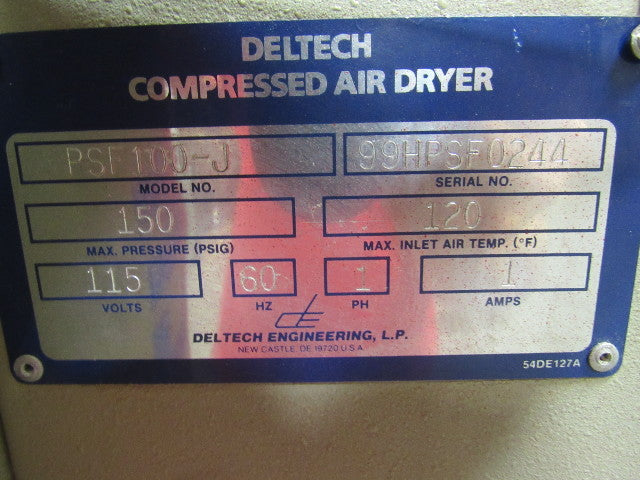 DELTECH
COMPRESSED AIR DRYER
PSF100-J 99HPSF0244
MODEL NO. SERIAL NO.
150 120
MAX. PRESSURE (PSIG) MAX. INLET AIR TEMP. (°F)
115 60 1 1
VOLTS HZ PH AMPS
DE
DELTECH ENGINEERING, L.P.
NEW CASTLE, DE 19720 U.S.A.
54DE127A